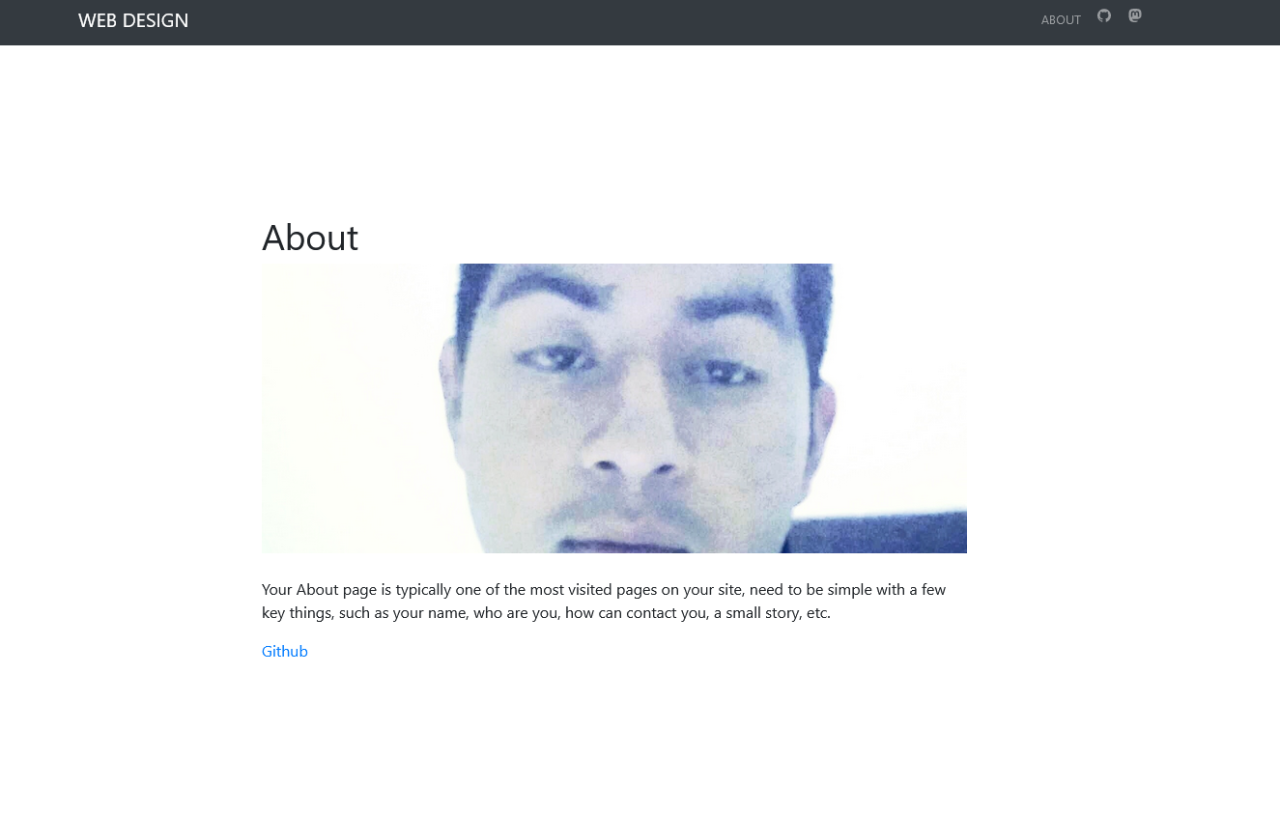 WEB DESIGN
ABOUT
About
Your About page is typically one of the most visited pages on your site, need to be simple with a few
key things, such as your name, who are you, how can contact you, a small story, etc.
Github